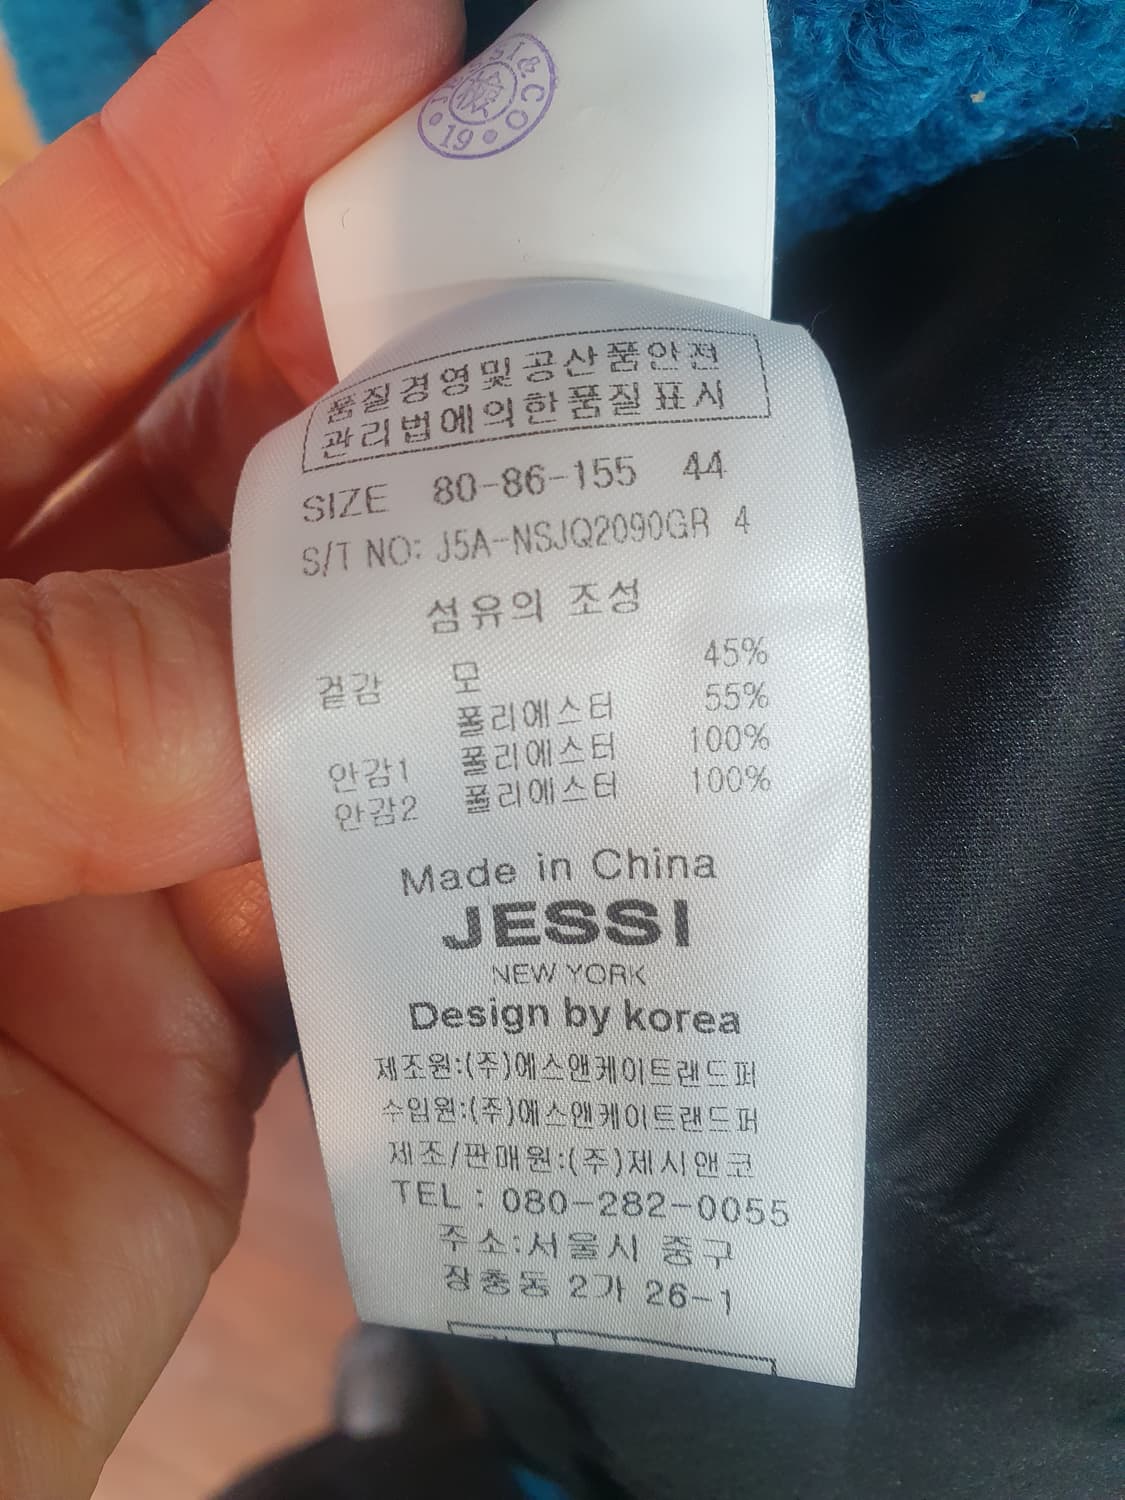 JESSI & CO
檢
19
품질경영및공산품안전
관리법에의한품질표시
SIZE 80-86-155 44
S/T NO: J5A-NSJQ2090GR 4
섬유의 조성
겉감 모 45%
폴리에스터 55%
안감1 폴리에스터 100%
안감2 폴리에스터 100%
Made in China
JESSI
NEW YORK
Design by korea
제조원:(주)에스앤케이트랜드퍼
수입원:(주)에스앤케이트랜드퍼
제조/판매원:(주)제시앤코
TEL : 080-282-0055
주소:서울시 중구
장충동 2가 26-1